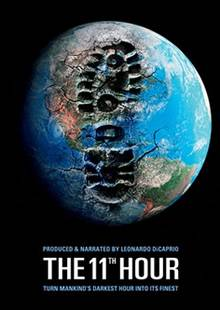 PRODUCED & NARRATED BY LEONARDO DiCAPRIO
THE 11TH HOUR
TURN MANKIND'S DARKEST HOUR INTO ITS FINEST